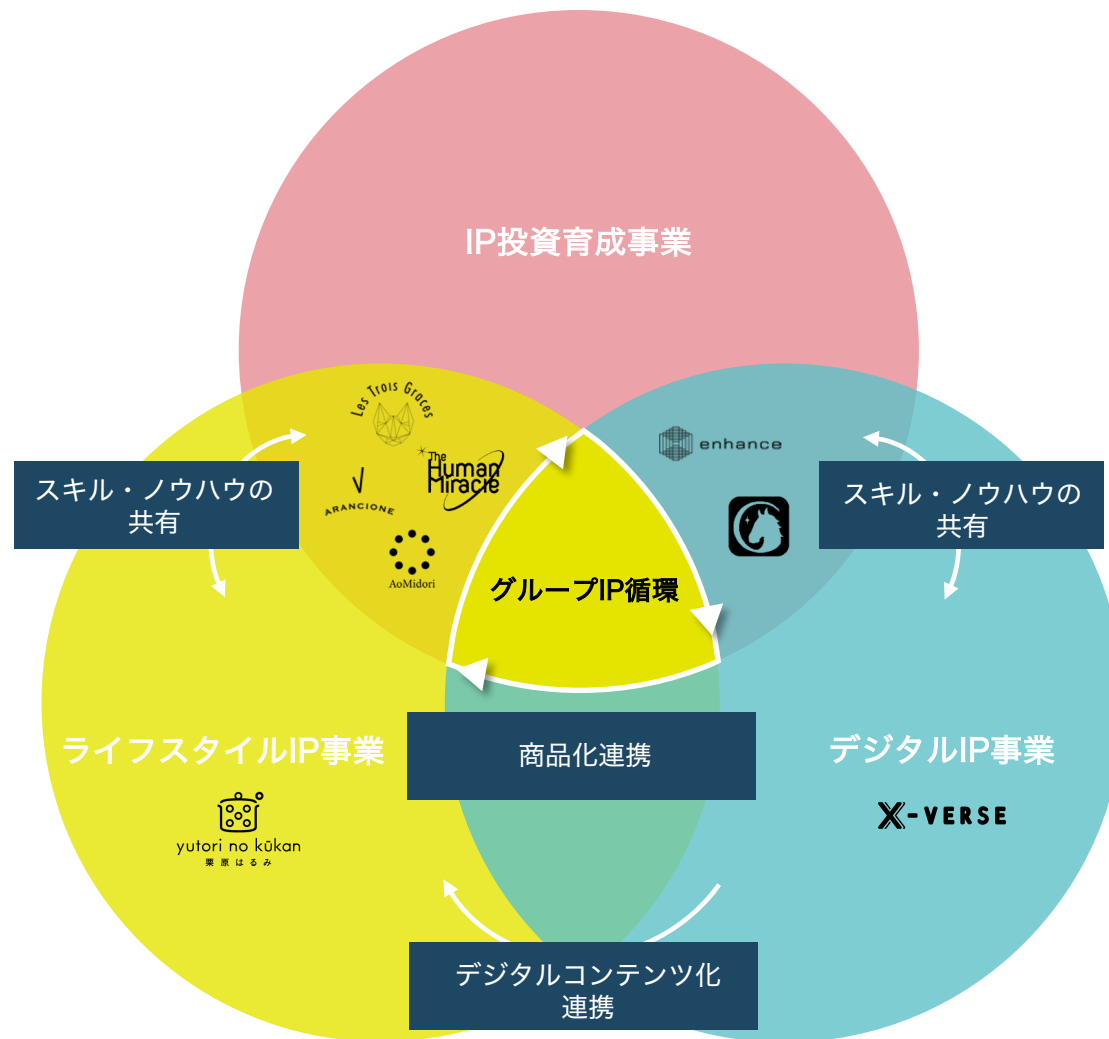 IP投資育成事業
Les Trois Graces
The
Human
Miracle
ARANCIONE
AoMidori
enhance
スキル・ノウハウの
共有
スキル・ノウハウの
共有
グループIP循環
ライフスタイルIP事業
yutori no kūkan
栗原はるみ
商品化連携
デジタルIP事業
X-VERSE
デジタルコンテンツ化
連携